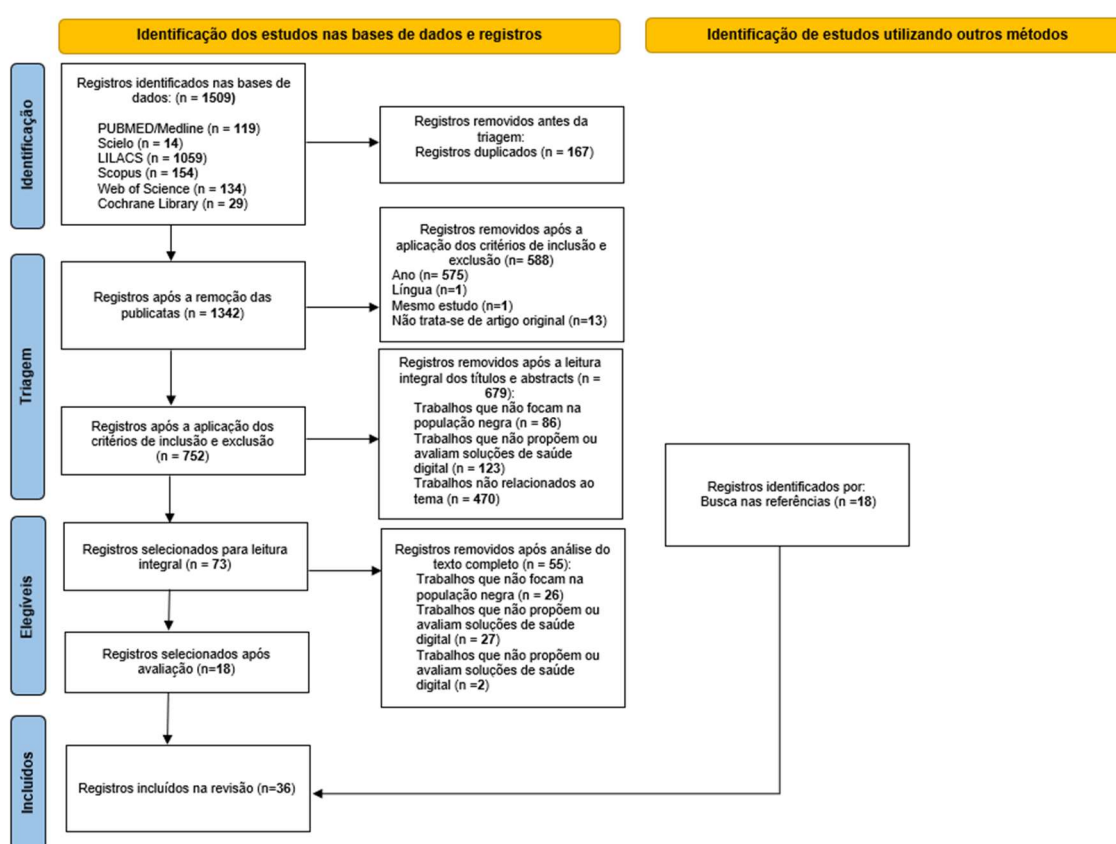 Identificação dos estudos nas bases de dados e registros
Identificação de estudos utilizando outros métodos
Identificação
Registros identificados nas bases de
dados: (n = 1509)
PUBMED/Medline (n = 119)
Scielo (n = 14)
LILACS (n = 1059)
Scopus (n = 154)
Web of Science (n = 134)
Cochrane Library (n = 29)
Registros removidos antes da
triagem:
Registros duplicados (n = 167)
Triagem
Registros após a remoção das
publicatas (n = 1342)
Registros removidos após a
aplicação dos critérios de inclusão e
exclusão (n= 588)
Ano (n= 575)
Língua (n=1)
Mesmo estudo (n=1)
Não trata-se de artigo original (n=13)
Registros após a aplicação dos
critérios de inclusão e exclusão
(n = 752)
Registros removidos após a leitura
integral dos títulos e abstracts (n =
679):
Trabalhos que não focam na
população negra (n = 86)
Trabalhos que não propõem ou
avaliam soluções de saúde
digital (n = 123)
Trabalhos não relacionados ao
tema (n = 470)
Registros identificados por:
Busca nas referências (n =18)
Elegíveis
Registros selecionados para leitura
integral (n = 73)
Registros removidos após análise do
texto completo (n = 55):
Trabalhos que não focam na
população negra (n = 26)
Trabalhos que não propõem ou
avaliam soluções de saúde
digital (n = 27)
Trabalhos que não propõem ou
avaliam soluções de saúde
digital (n =2)
Registros selecionados após
avaliação (n=18)
Incluídos
Registros incluídos na revisão (n=36)